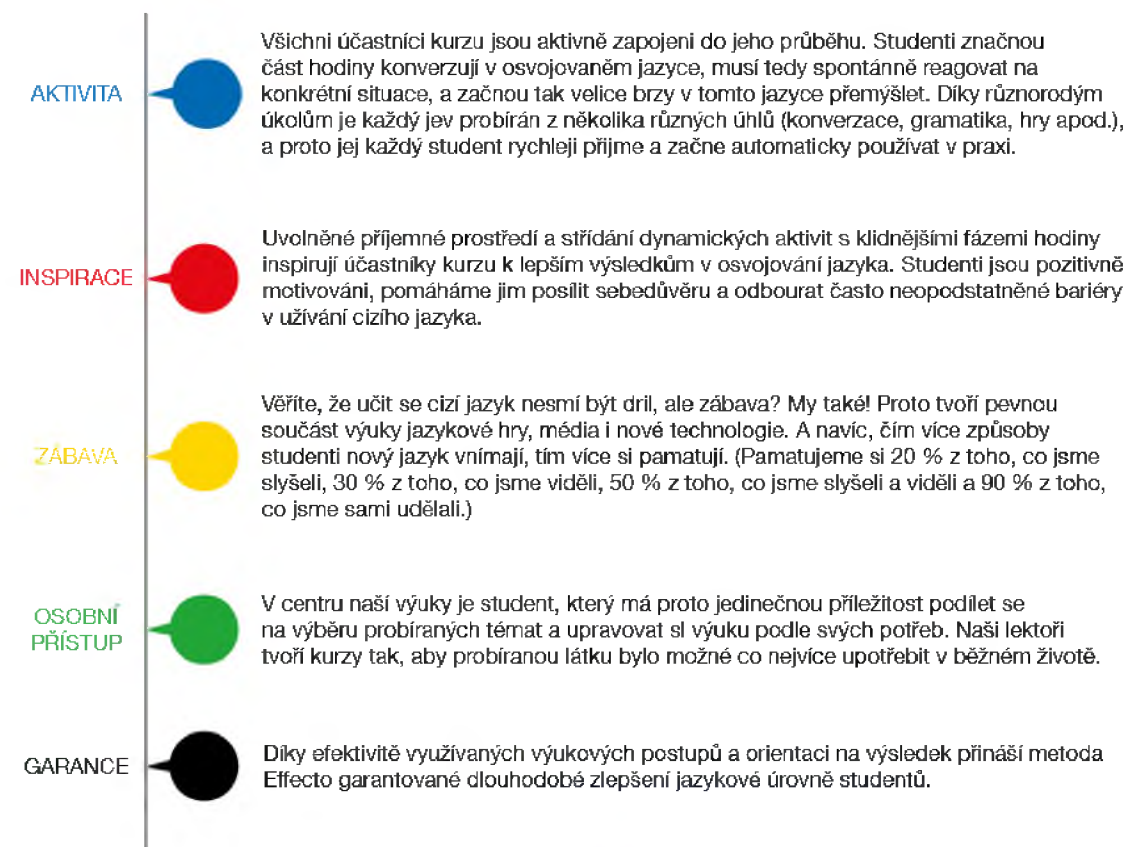 AKTIVITA
Všichni účastníci kurzu jsou aktivně zapojeni do jeho průběhu. Studenti značnou
část hodiny konverzují v osvojovaném jazyce, musí tedy spontánně reagovat na
konkrétní situace, a začnou tak velice brzy v tomto jazyce přemýšlet. Díky různorodým
úkolům je každý jev probírán z několika různých úhlů (konverzace, gramatika, hry apod.),
a proto jej každý student rychleji přijme a začne automaticky používat v praxi.
INSPIRACE
Uvolněné příjemné prostředí a střídání dynamických aktivit s klidnějšími fázemi hodiny
inspirují účastníky kurzu k lepším výsledkům v osvojování jazyka. Studenti jsou pozitivně
motivováni, pomáháme jim posílit sebedůvěru a odbourat často neopodstatněné bariéry
v užívání cizího jazyka.
ZÁBAVA
Věříte, že učit se cizí jazyk nesmí být dril, ale zábava? My také! Proto tvoří pevnou
součást výuky jazykové hry, média i nové technologie. A navíc, čím více způsoby
studenti nový jazyk vnímají, tím více si pamatují. (Pamatujeme si 20 % z toho, co jsme
slyšeli, 30 % z toho, co jsme viděli, 50 % z toho, co jsme slyšeli a viděli a 90 % z toho,
co jsme sami udělali.)
OSOBNÍ
PŘÍSTUP
V centru naší výuky je student, který má proto jedinečnou příležitost podílet se
na výběru probíraných témat a upravovat si výuku podle svých potřeb. Naši lektoři
tvoří kurzy tak, aby probíranou látku bylo možné co nejvíce upotřebit v běžném životě.
GARANCE
Díky efektivitě využívaných výukových postupů a orientaci na výsledek přináší metoda
Effecto garantované dlouhodobé zlepšení jazykové úrovně studentů.